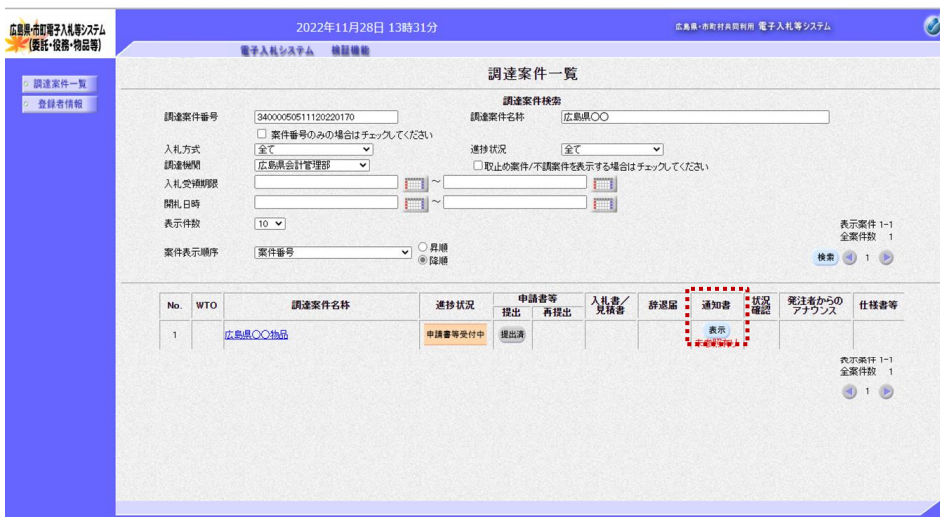 広島県・市町電子入札等システム
(委託・役務・物品等)
2022年11月28日 13時31分
広島県・市町村共同利用 電子入札等システム
電子入札システム 検証機能
調達案件一覧
登録者情報
調達案件一覧
調達案件検索
調達案件番号 34000050511120220170 調達案件名称 広島県〇〇
案件番号のみの場合はチェックしてください
入札方式 全て 進捗状況 全て
調達機関 広島県会計管理部 取止め案件/不調案件を表示する場合はチェックしてください
入札受領期限 ~
開札日時 ~
表示件数 10
表示案件 1-1
全案件数 1
案件表示順序 案件番号 昇順
降順
検索 1
No. WTO 調達案件名称 進捗状況 申請書等 入札書/見積書 辞退届 通知書 状況確認 発注者からのアナウンス 仕様書等
提出 再提出
1 広島県〇〇物品 申請書等受付中 提出済 表示
未参照有り
表示案件 1-1
全案件数 1
1